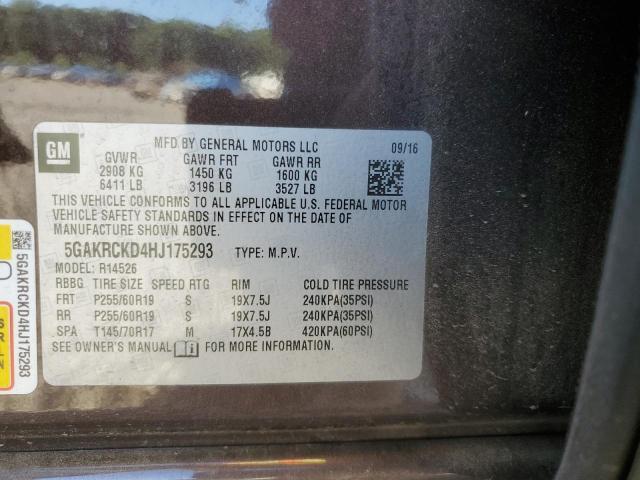 GM
MFD BY GENERAL MOTORS LLC 09/16
GVWR GAWR FRT GAWR RR
2908 KG 1450 KG 1600 KG
6411 LB 3196 LB 3527 LB
THIS VEHICLE CONFORMS TO ALL APPLICABLE U.S. FEDERAL MOTOR
VEHICLE SAFETY STANDARDS IN EFFECT ON THE DATE OF
MANUFACTURE SHOWN ABOVE.
5GAKRCKD4HJ175293 TYPE: M.P.V.
MODEL: R14526
RBBG TIRE SIZE SPEED RTG RIM COLD TIRE PRESSURE
FRT P255/60R19 S 19X7.5J 240KPA(35PSI)
RR P255/60R19 S 19X7.5J 240KPA(35PSI)
SPA T145/70R17 M 17X4.5B 420KPA(60PSI)
SEE OWNER'S MANUAL FOR MORE INFORMATION.
5GAKRCKD4HJ175293